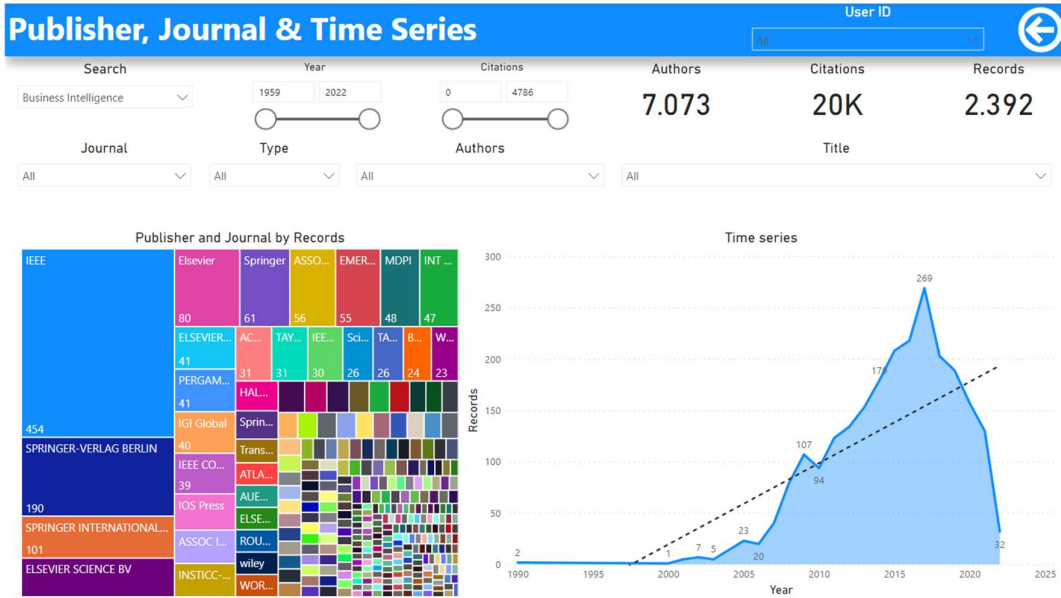 Publisher, Journal & Time Series
User ID
All
Search
Business Intelligence
Year
1959 2022
Citations
0 4786
Authors
7.073
Citations
20K
Records
2.392
Journal
All
Type
All
Authors
All
Title
All
Publisher and Journal by Records
IEEE
454
SPRINGER-VERLAG BERLIN
190
SPRINGER INTERNATIONAL...
101
ELSEVIER SCIENCE BV
Elsevier
80
Springer
61
ASSO...
56
EMER...
55
MDPI
48
INT ...
47
ELSEVIER...
41
PERGAM...
41
IGI Global
40
IEEE CO...
39
IOS Press
ASSOC I...
INSTICC-...
AC...
31
TAY...
31
IEE...
30
Sci...
26
TA...
26
B...
24
W...
23
HAL...
Sprin...
Trans...
ATLA...
AUE...
ELSE...
ROU...
wiley
WOR...
Time series
Records
300
250
200
150
100
50
0
2
1
7
5
23
20
107
94
179
269
32
1990 1995 2000 2005 2010 2015 2020 2025
Year